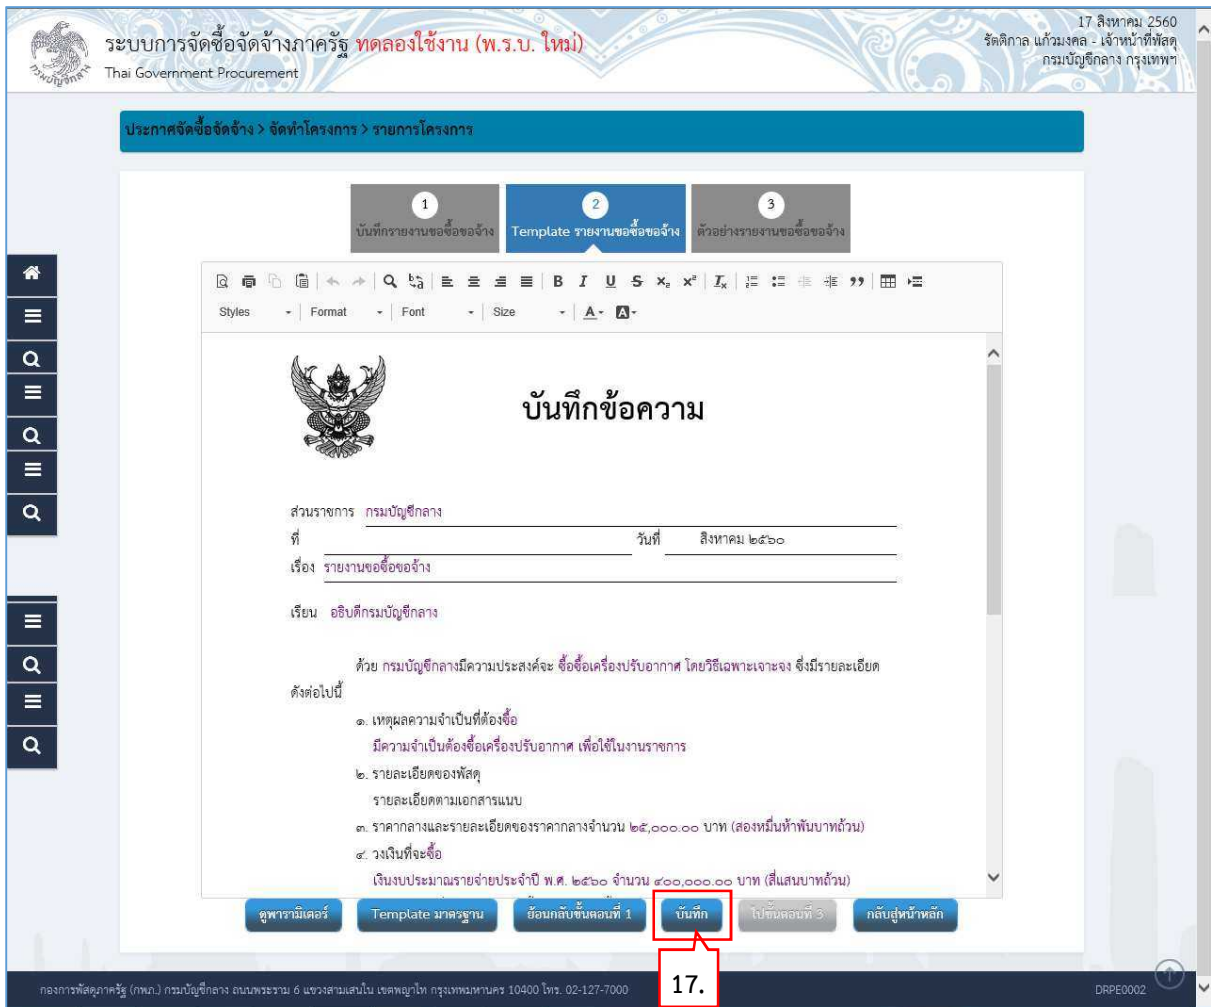 17 สิงหาคม 2560
ระบบการจัดซื้อจัดจ้างภาครัฐ ทดลองใช้งาน (พ.ร.บ. ใหม่)
รัตติกาล แก้วมงคล - เจ้าหน้าที่พัสดุ
Thai Government Procurement
กรมบัญชีกลาง กรุงเทพฯ
กรมบัญชีกลาง
ประกาศจัดซื้อจัดจ้าง > จัดทำโครงการ > รายการโครงการ
1
2
3
บันทึกรายงานขอซื้อขอจ้าง
Template รายงานขอซื้อขอจ้าง
ตัวอย่างรายงานขอซื้อขอจ้าง
B I U S x₂ x² Tx
Styles Format Font Size A A
บันทึกข้อความ
ส่วนราชการ กรมบัญชีกลาง
ที่ วันที่ สิงหาคม ๒๕๖๐
เรื่อง รายงานขอซื้อขอจ้าง
เรียน อธิบดีกรมบัญชีกลาง
ด้วย กรมบัญชีกลางมีความประสงค์จะ ซื้อซื้อเครื่องปรับอากาศ โดยวิธีเฉพาะเจาะจง ซึ่งมีรายละเอียด
ดังต่อไปนี้
๑. เหตุผลความจำเป็นที่ต้องซื้อ
มีความจำเป็นต้องซื้อเครื่องปรับอากาศ เพื่อใช้ในงานราชการ
๒. รายละเอียดของพัสดุ
รายละเอียดตามเอกสารแนบ
๓. ราคากลางและรายละเอียดของราคากลางจำนวน ๒๕,๐๐๐.๐๐ บาท (สองหมื่นห้าพันบาทถ้วน)
๔. วงเงินที่จะซื้อ
เงินงบประมาณรายจ่ายประจำปี พ.ศ. ๒๕๖๐ จำนวน ๔๐๐,๐๐๐.๐๐ บาท (สี่แสนบาทถ้วน)
ดูพารามิเตอร์
Template มาตรฐาน
ย้อนกลับขั้นตอนที่ 1
บันทึก
ไปขั้นตอนที่ 3
กลับสู่หน้าหลัก
17.
กองการพัสดุภาครัฐ (กพภ.) กรมบัญชีกลาง ถนนพระราม 6 แขวงสามเสนใน เขตพญาไท กรุงเทพมหานคร 10400 โทร. 02-127-7000
DRPE0002